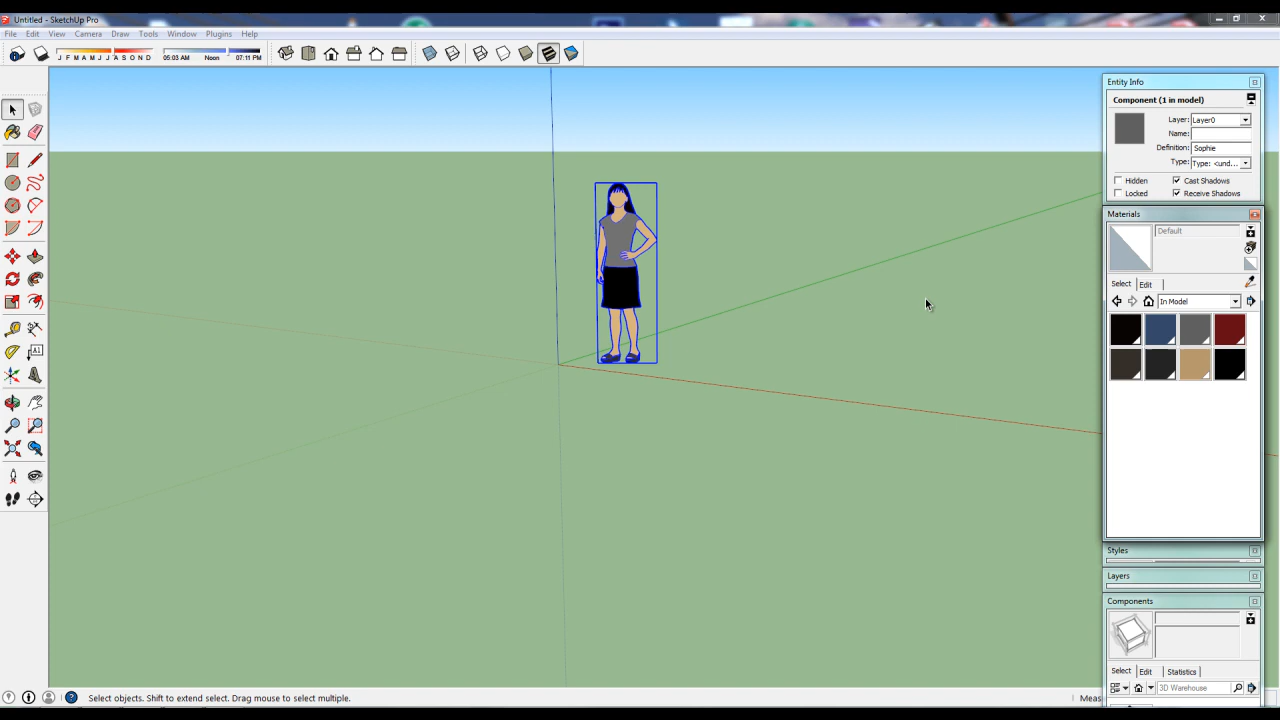 Untitled - SketchUp Pro
File Edit View Camera Draw Tools Window Plugins Help
J F M A M J J A S O N D 05:03 AM Noon 07:11 PM
Entity Info
Component (1 in model)
Layer: Layer0
Name:
Definition: Sophie
Type: Type: <und...
Hidden Cast Shadows
Locked Receive Shadows
Materials
Default
Select Edit
In Model
A1
Styles
Layers
Components
Select Edit Statistics
3D Warehouse
Select objects. Shift to extend select. Drag mouse to select multiple.
Meas